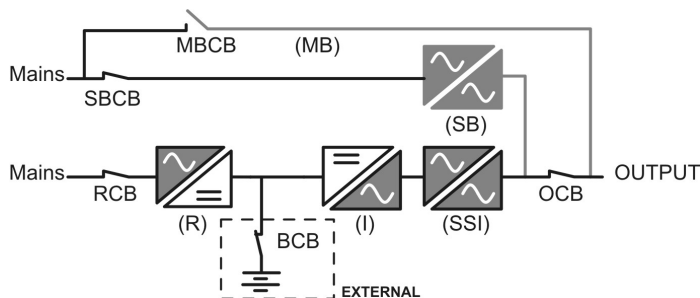 MBCB (MB)
Mains
SBCB
(SB)
Mains OUTPUT
RCB OCB
(R) (I) (SSI)
BCB
EXTERNAL